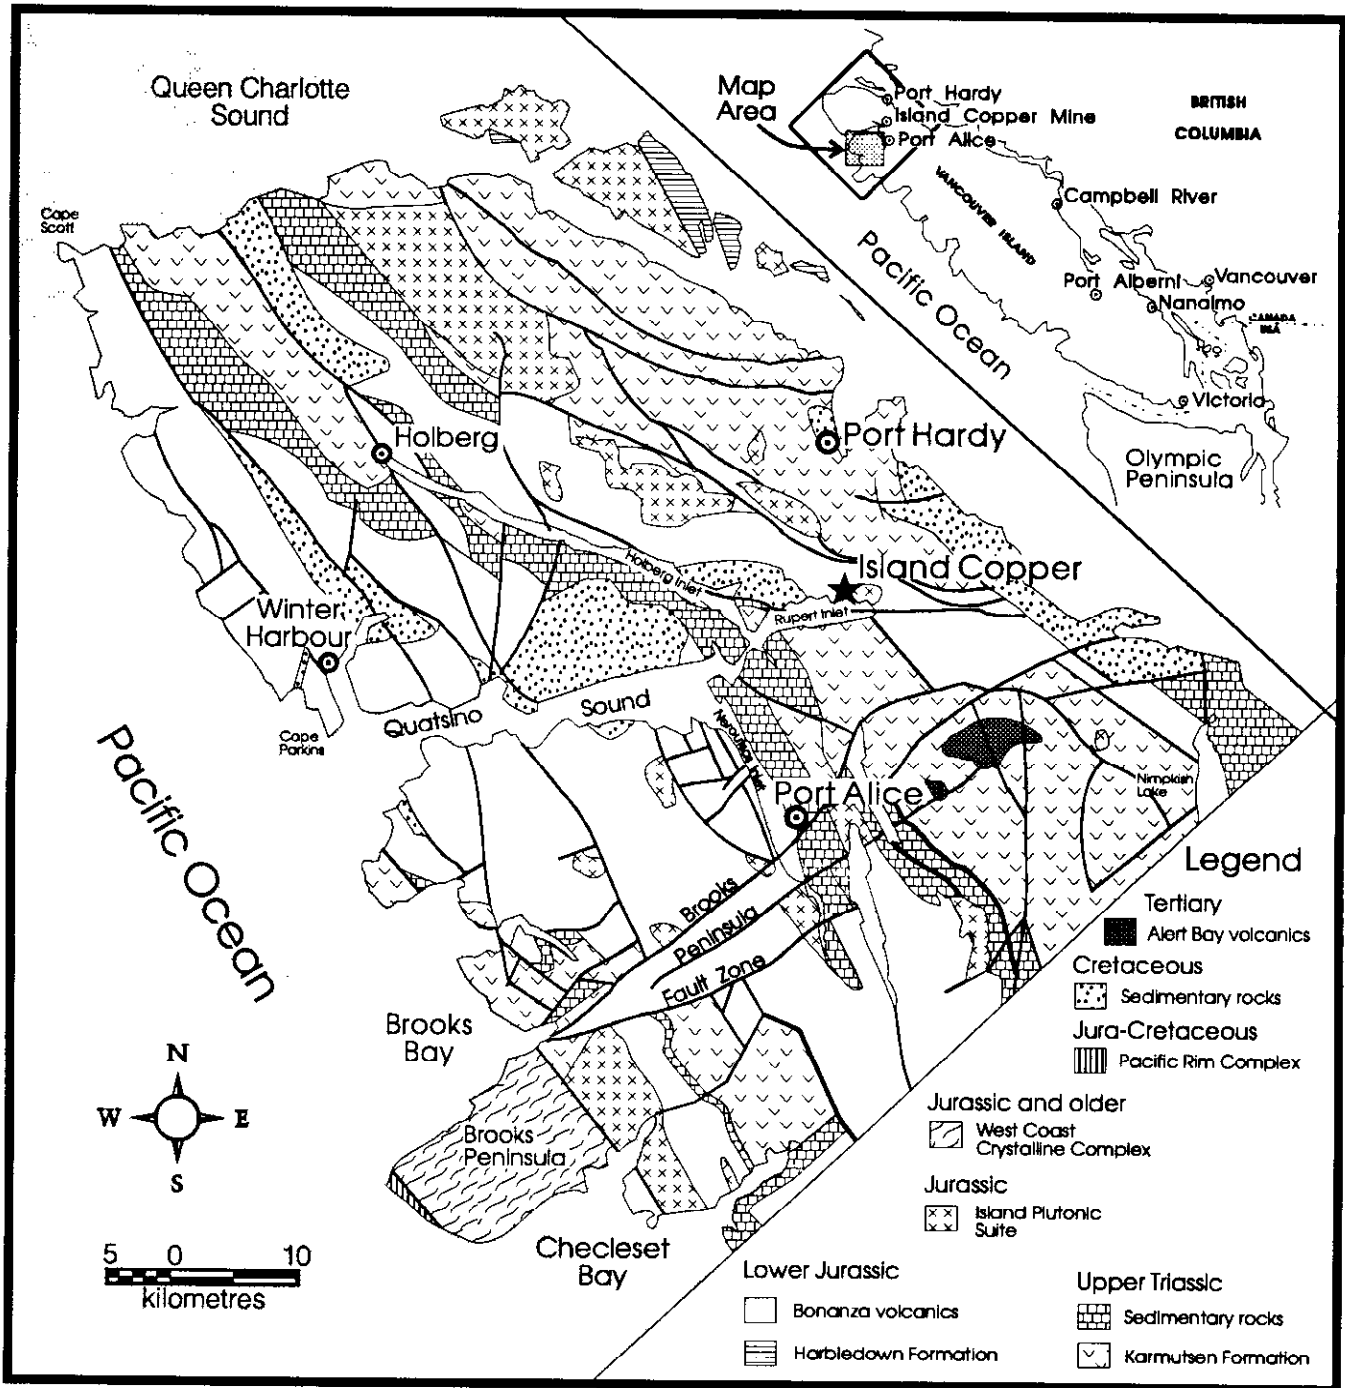 Queen Charlotte
Sound
Cape
Scott
Map
Area
Port Hardy
Island Copper Mine
Port Alice
BRITISH
COLUMBIA
VANCOUVER ISLAND
Campbell River
Port Alberni
Vancouver
Nanaimo
CANADA
USA
Victoria
Olympic
Peninsula
Pacific Ocean
Holberg
Port Hardy
Holberg Inlet
Island Copper
Rupert Inlet
Winter
Harbour
Cape
Parkins
Quatsino
Sound
Neroutsos Inlet
Port Alice
Nimpkish
Lake
Pacific Ocean
Brooks
Peninsula
Fault Zone
Brooks
Bay
Brooks
Peninsula
Checleset
Bay
N
W
E
S
5 0 10
kilometres
Legend
Tertiary
Alert Bay volcanics
Cretaceous
Sedimentary rocks
Jura-Cretaceous
Pacific Rim Complex
Jurassic and older
West Coast
Crystalline Complex
Jurassic
Island Plutonic
Suite
Lower Jurassic
Bonanza volcanics
Harbledown Formation
Upper Triassic
Sedimentary rocks
Karmutsen Formation